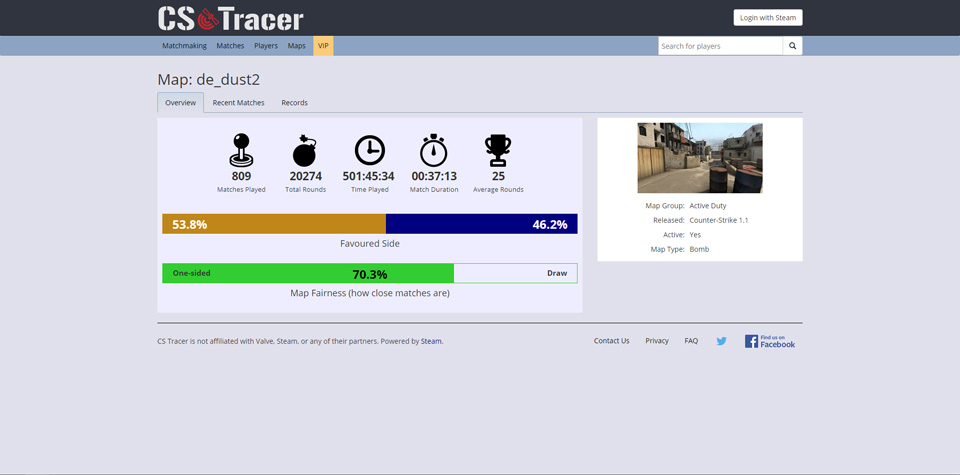 CS Tracer
Login with Steam
Matchmaking Matches Players Maps VIP
Search for players
Map: de_dust2
Overview Recent Matches Records
809 20274 501:45:34 00:37:13 25
Matches Played Total Rounds Time Played Match Duration Average Rounds
53.8% 46.2%
Favoured Side
One-sided 70.3% Draw
Map Fairness (how close matches are)
Map Group: Active Duty
Released: Counter-Strike 1.1
Active: Yes
Map Type: Bomb
CS Tracer is not affiliated with Valve, Steam, or any of their partners. Powered by Steam.
Contact Us Privacy FAQ
Find us on
Facebook